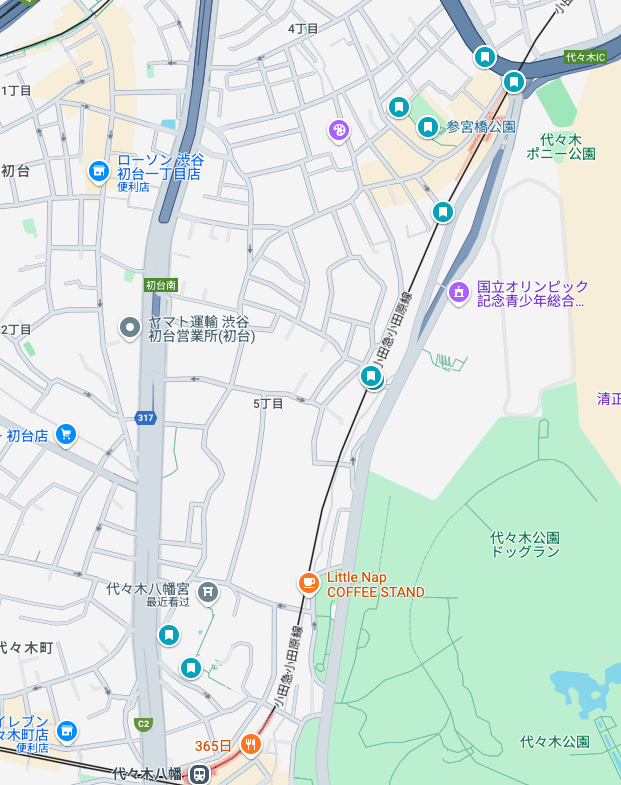 小田
4丁目
代々木IC
1丁目
参宮橋公園
代々木
ポニー公園
ローソン 渋谷
初台一丁目店
便利店
初台
国立オリンピック
記念青少年総合...
初台南
小田急小田原線
2丁目
ヤマト運輸 渋谷
初台営業所(初台)
清正
5丁目
317
初台店
代々木公園
ドッグラン
Little Nap
COFFEE STAND
代々木八幡宮
最近看过
小田急小田原線
代々木町
C2
イレブン
々木町店
便利店
365日
代々木公園
代々木八幡